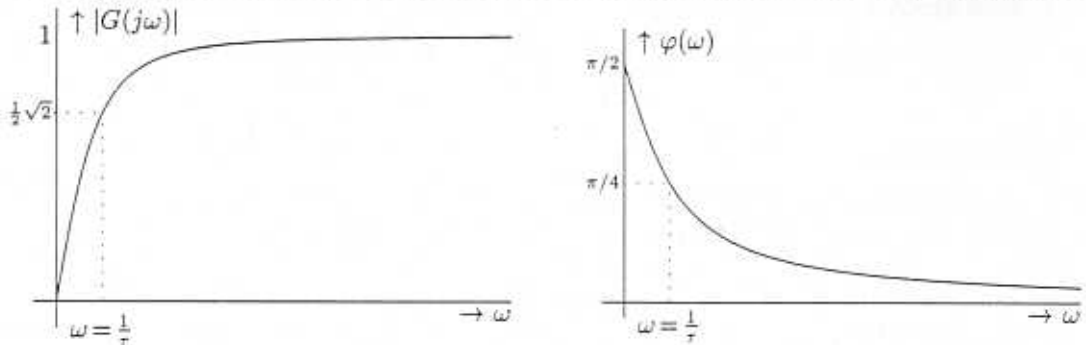 ↑ |G(jω)|
1
½√2
→ ω
ω = 1/τ
↑ φ(ω)
π/2
π/4
→ ω
ω = 1/τ